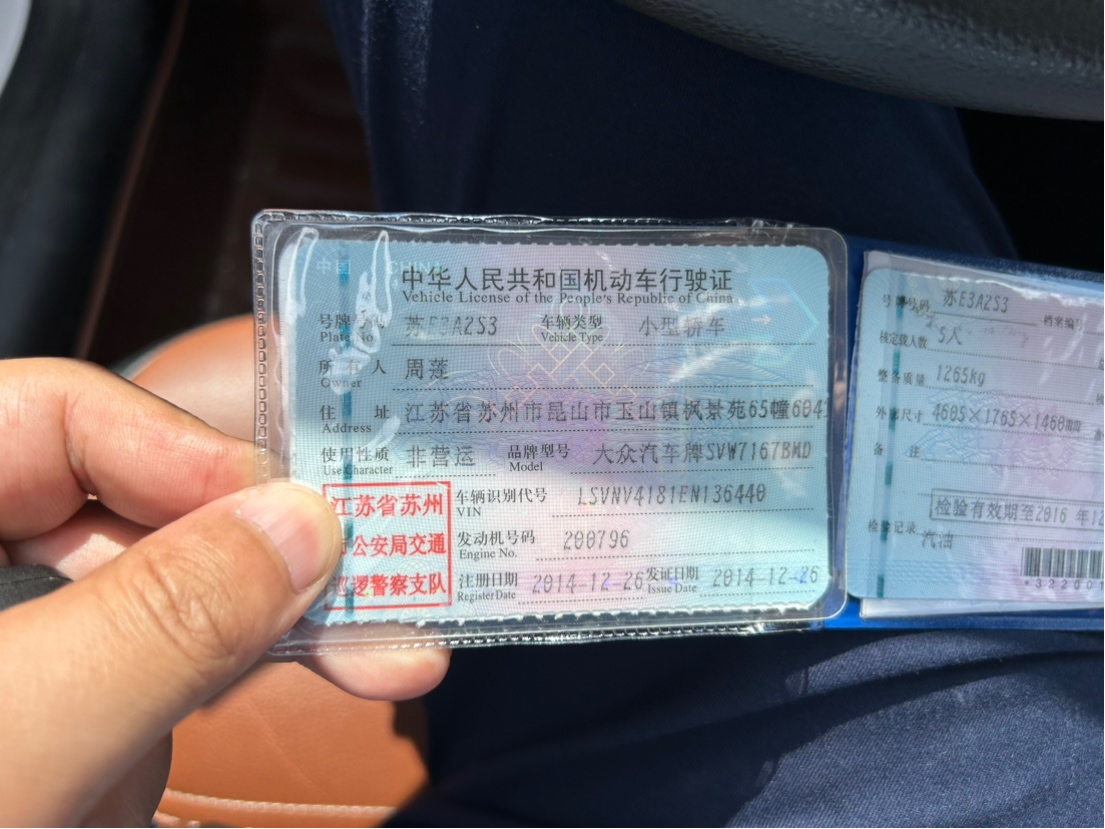 中国 CHINA
中华人民共和国机动车行驶证
Vehicle License of the People's Republic of China
号牌号码 苏E3A2S3 车辆类型 小型轿车
Plate No. Vehicle Type
所有人 周莲
Owner
住址 江苏省苏州市昆山市玉山镇枫景苑65幢604
Address
使用性质 非营运 品牌型号 大众汽车牌SVW7167BMD
Use Character Model
江苏省苏州
公安局交通
巡逻警察支队
车辆识别代号 LSVNV4181EN136440
VIN
发动机号码 200796
Engine No.
注册日期 2014-12-26 发证日期 2014-12-26
Register Date Issue Date
号牌号码 苏E3A2S3 档案编号
核定载人数 5人
整备质量 1265kg
外廓尺寸 4605×1765×1460mm
备注
检验有效期至2016年12
检验记录 汽油
*322001